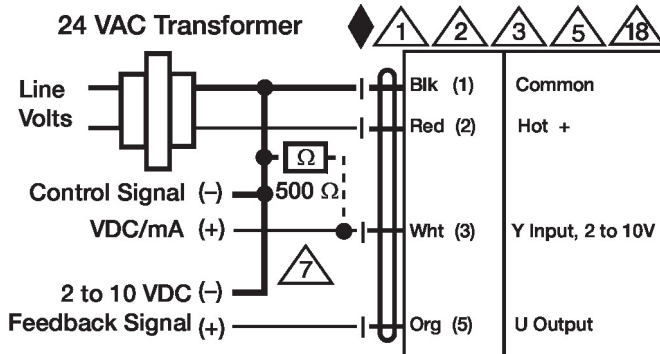 24 VAC Transformer
1 2 3 5 18
Line
Volts
Blk (1) Common
Red (2) Hot +
Ω
500 Ω
Control Signal (–)
VDC/mA (+)
Wht (3) Y Input, 2 to 10V
7
2 to 10 VDC (–)
Feedback Signal (+)
Org (5) U Output